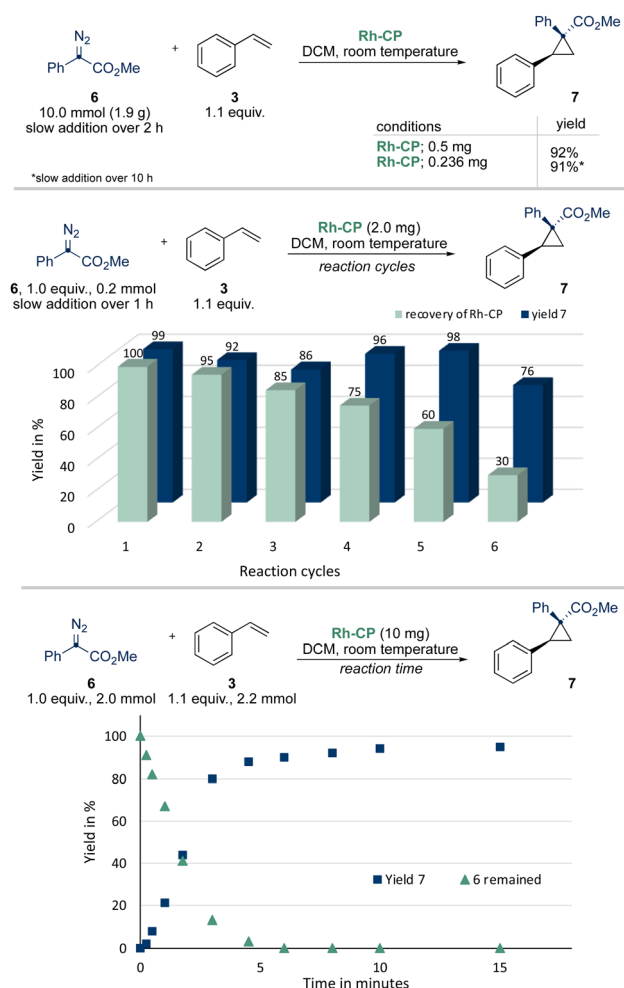 N2
Ph CO2Me
+
Rh-CP
DCM, room temperature
Ph CO2Me
6
10.0 mmol (1.9 g)
slow addition over 2 h
3
1.1 equiv.
7
conditions yield
Rh-CP; 0.5 mg 92%
Rh-CP; 0.236 mg 91%*
*slow addition over 10 h
N2
Ph CO2Me
+
Rh-CP (2.0 mg)
DCM, room temperature
reaction cycles
Ph CO2Me
6, 1.0 equiv., 0.2 mmol
slow addition over 1 h
3
1.1 equiv.
7
recovery of Rh-CP yield 7
Yield in %
100
80
60
40
20
0
100 99
95 92
85 86
75 96
60 98
30 76
1 2 3 4 5 6
Reaction cycles
N2
Ph CO2Me
+
Rh-CP (10 mg)
DCM, room temperature
reaction time
Ph CO2Me
6
1.0 equiv., 2.0 mmol
3
1.1 equiv., 2.2 mmol
7
Yield in %
100
80
60
40
20
0
Yield 7 6 remained
0 5 10 15
Time in minutes